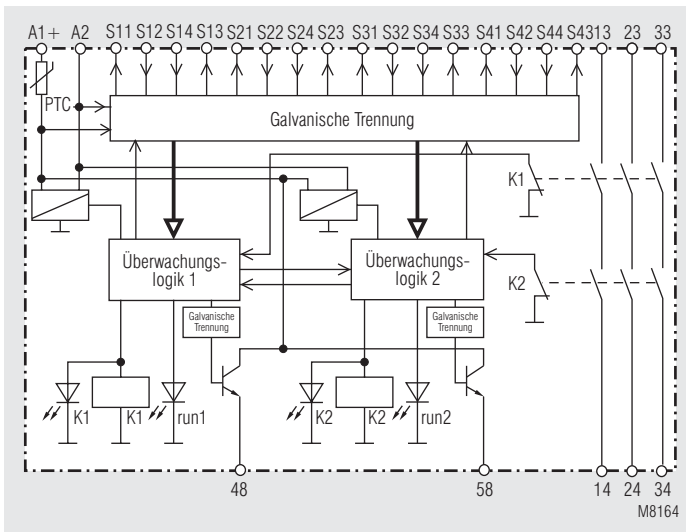 A1+ A2 S11 S12 S14 S13 S21 S22 S24 S23 S31 S32 S34 S33 S41 S42 S44 S43 13 23 33
PTC
Galvanische Trennung
K1
Überwachungs-
logik 1
Überwachungs-
logik 2
K2
Galvanische
Trennung
Galvanische
Trennung
K1 K1 run1 K2 K2 run2
48 58 14 24 34
M8164